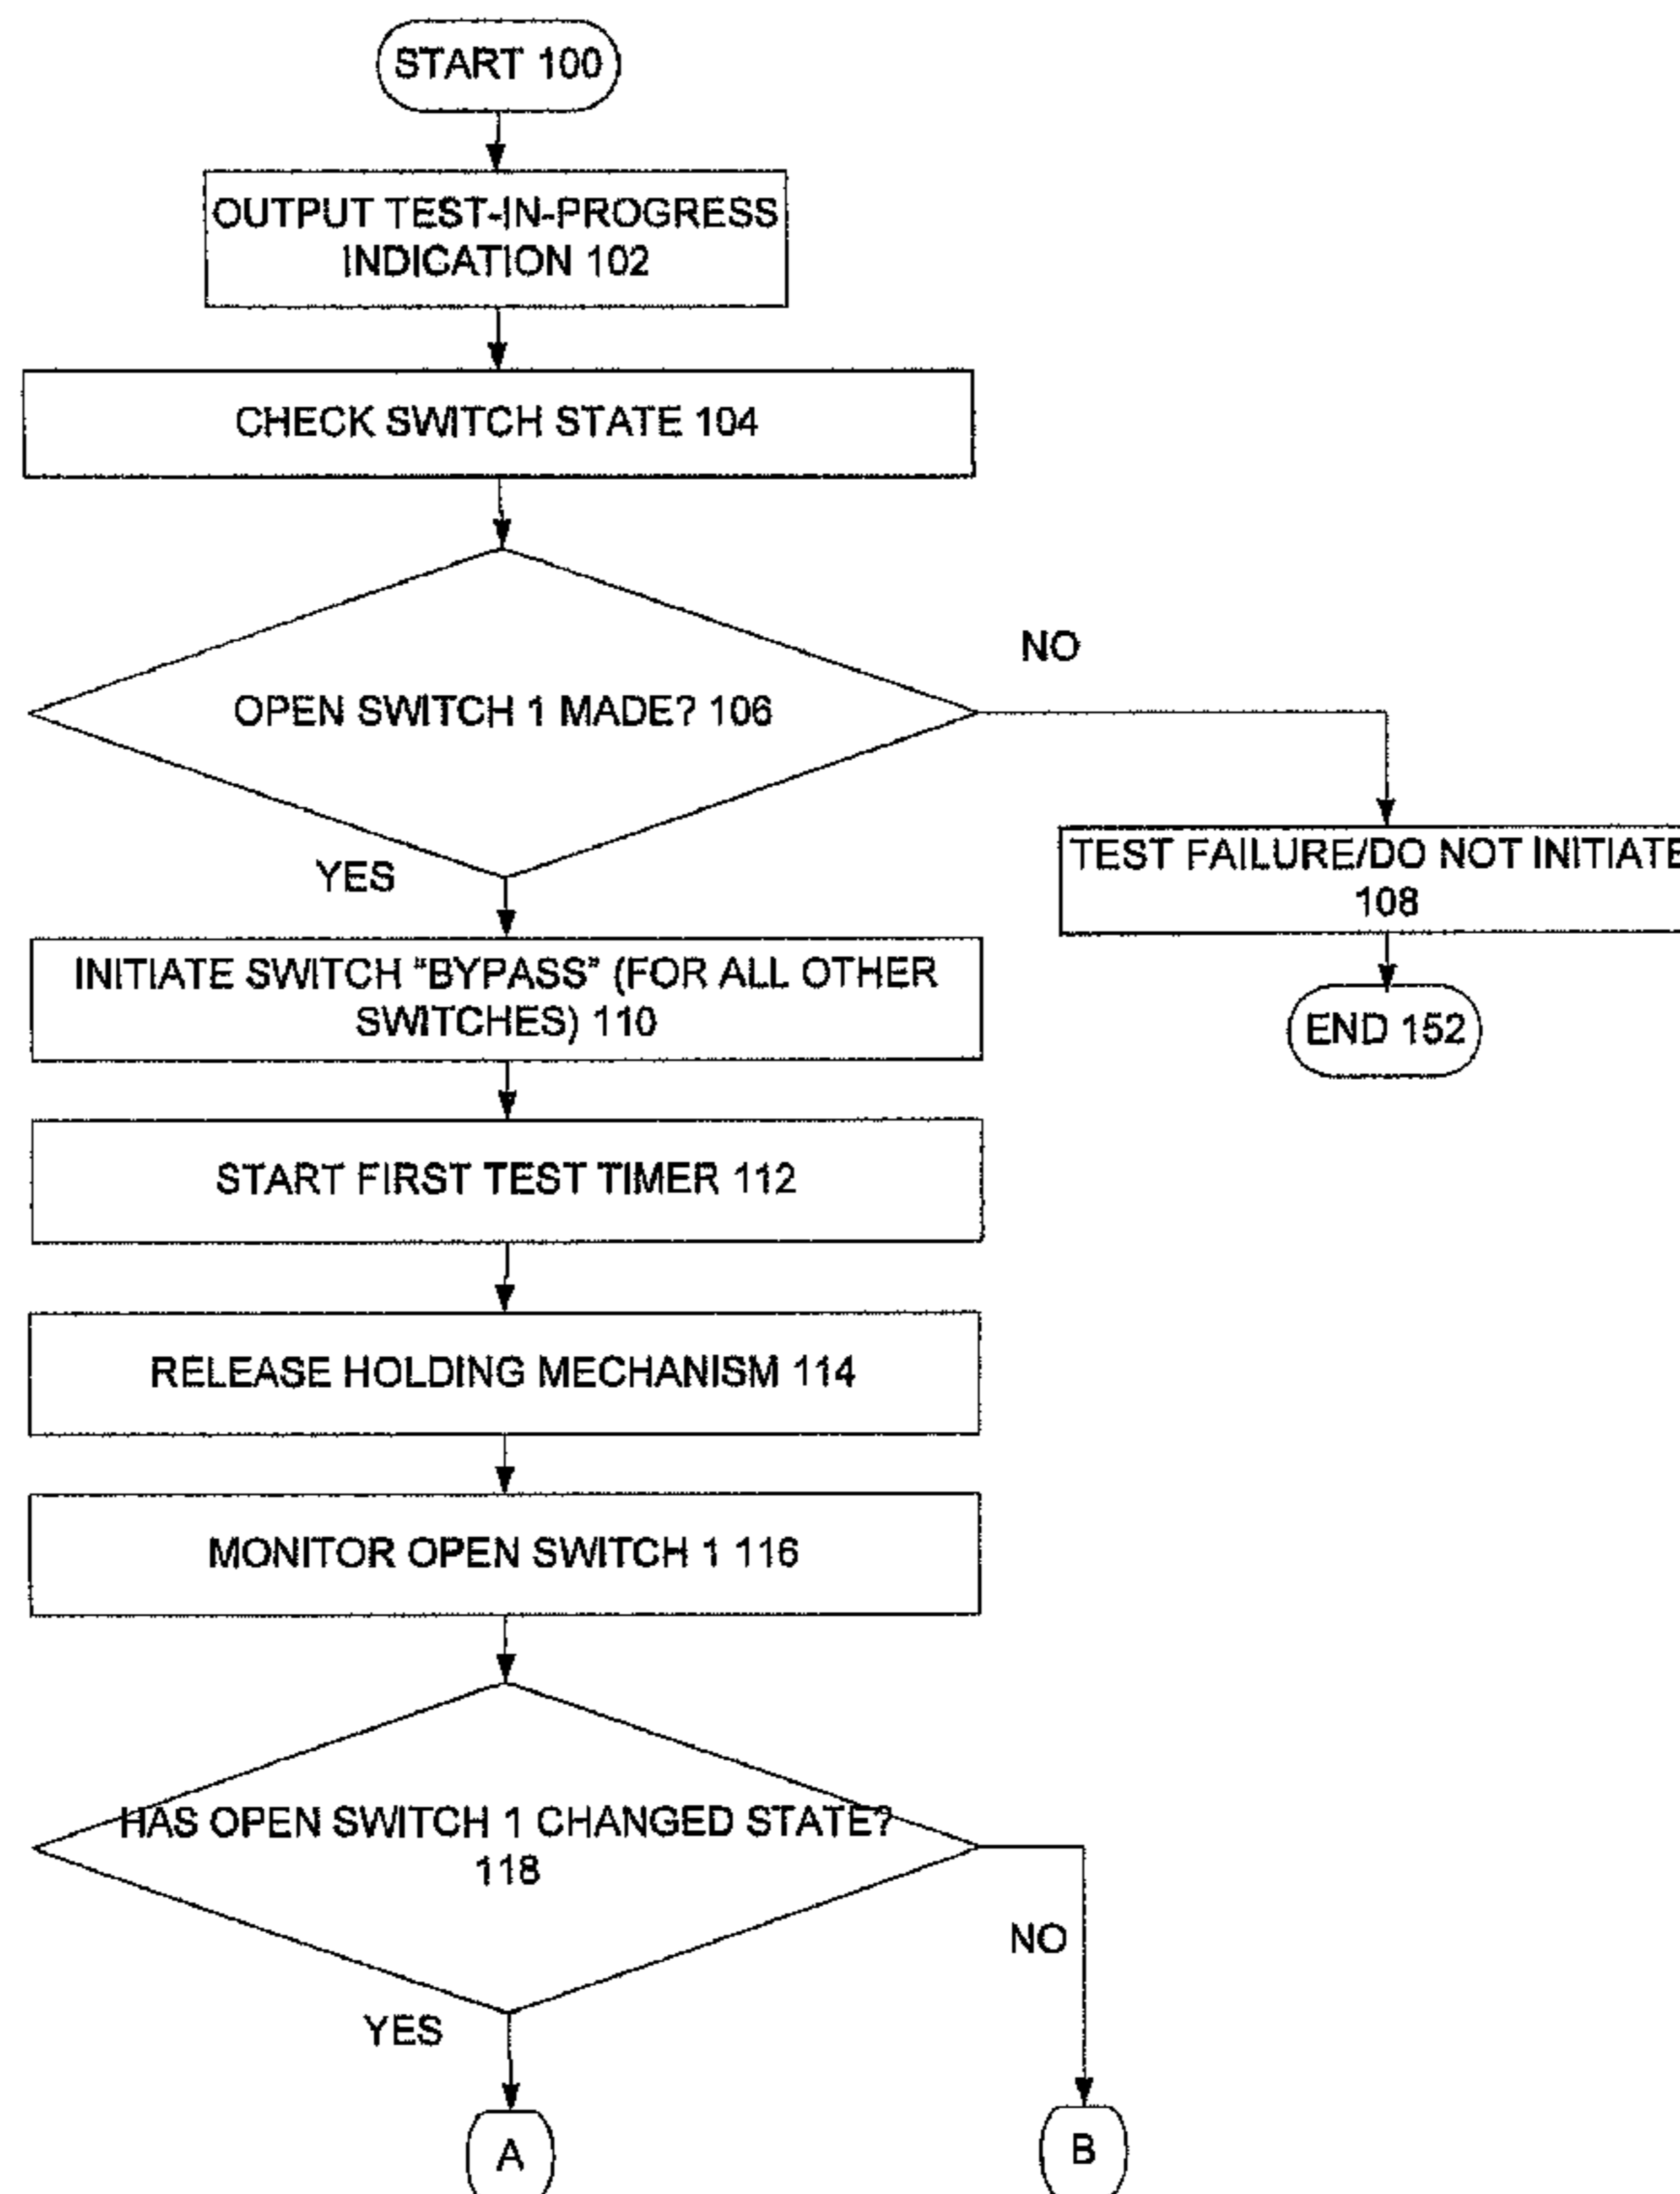 START 100
OUTPUT TEST-IN-PROGRESS
INDICATION 102
CHECK SWITCH STATE 104
OPEN SWITCH 1 MADE? 106
NO
YES
TEST FAILURE/DO NOT INITIATE
108
END 152
INITIATE SWITCH "BYPASS" (FOR ALL OTHER
SWITCHES) 110
START FIRST TEST TIMER 112
RELEASE HOLDING MECHANISM 114
MONITOR OPEN SWITCH 1 116
HAS OPEN SWITCH 1 CHANGED STATE?
118
NO
YES
A
B